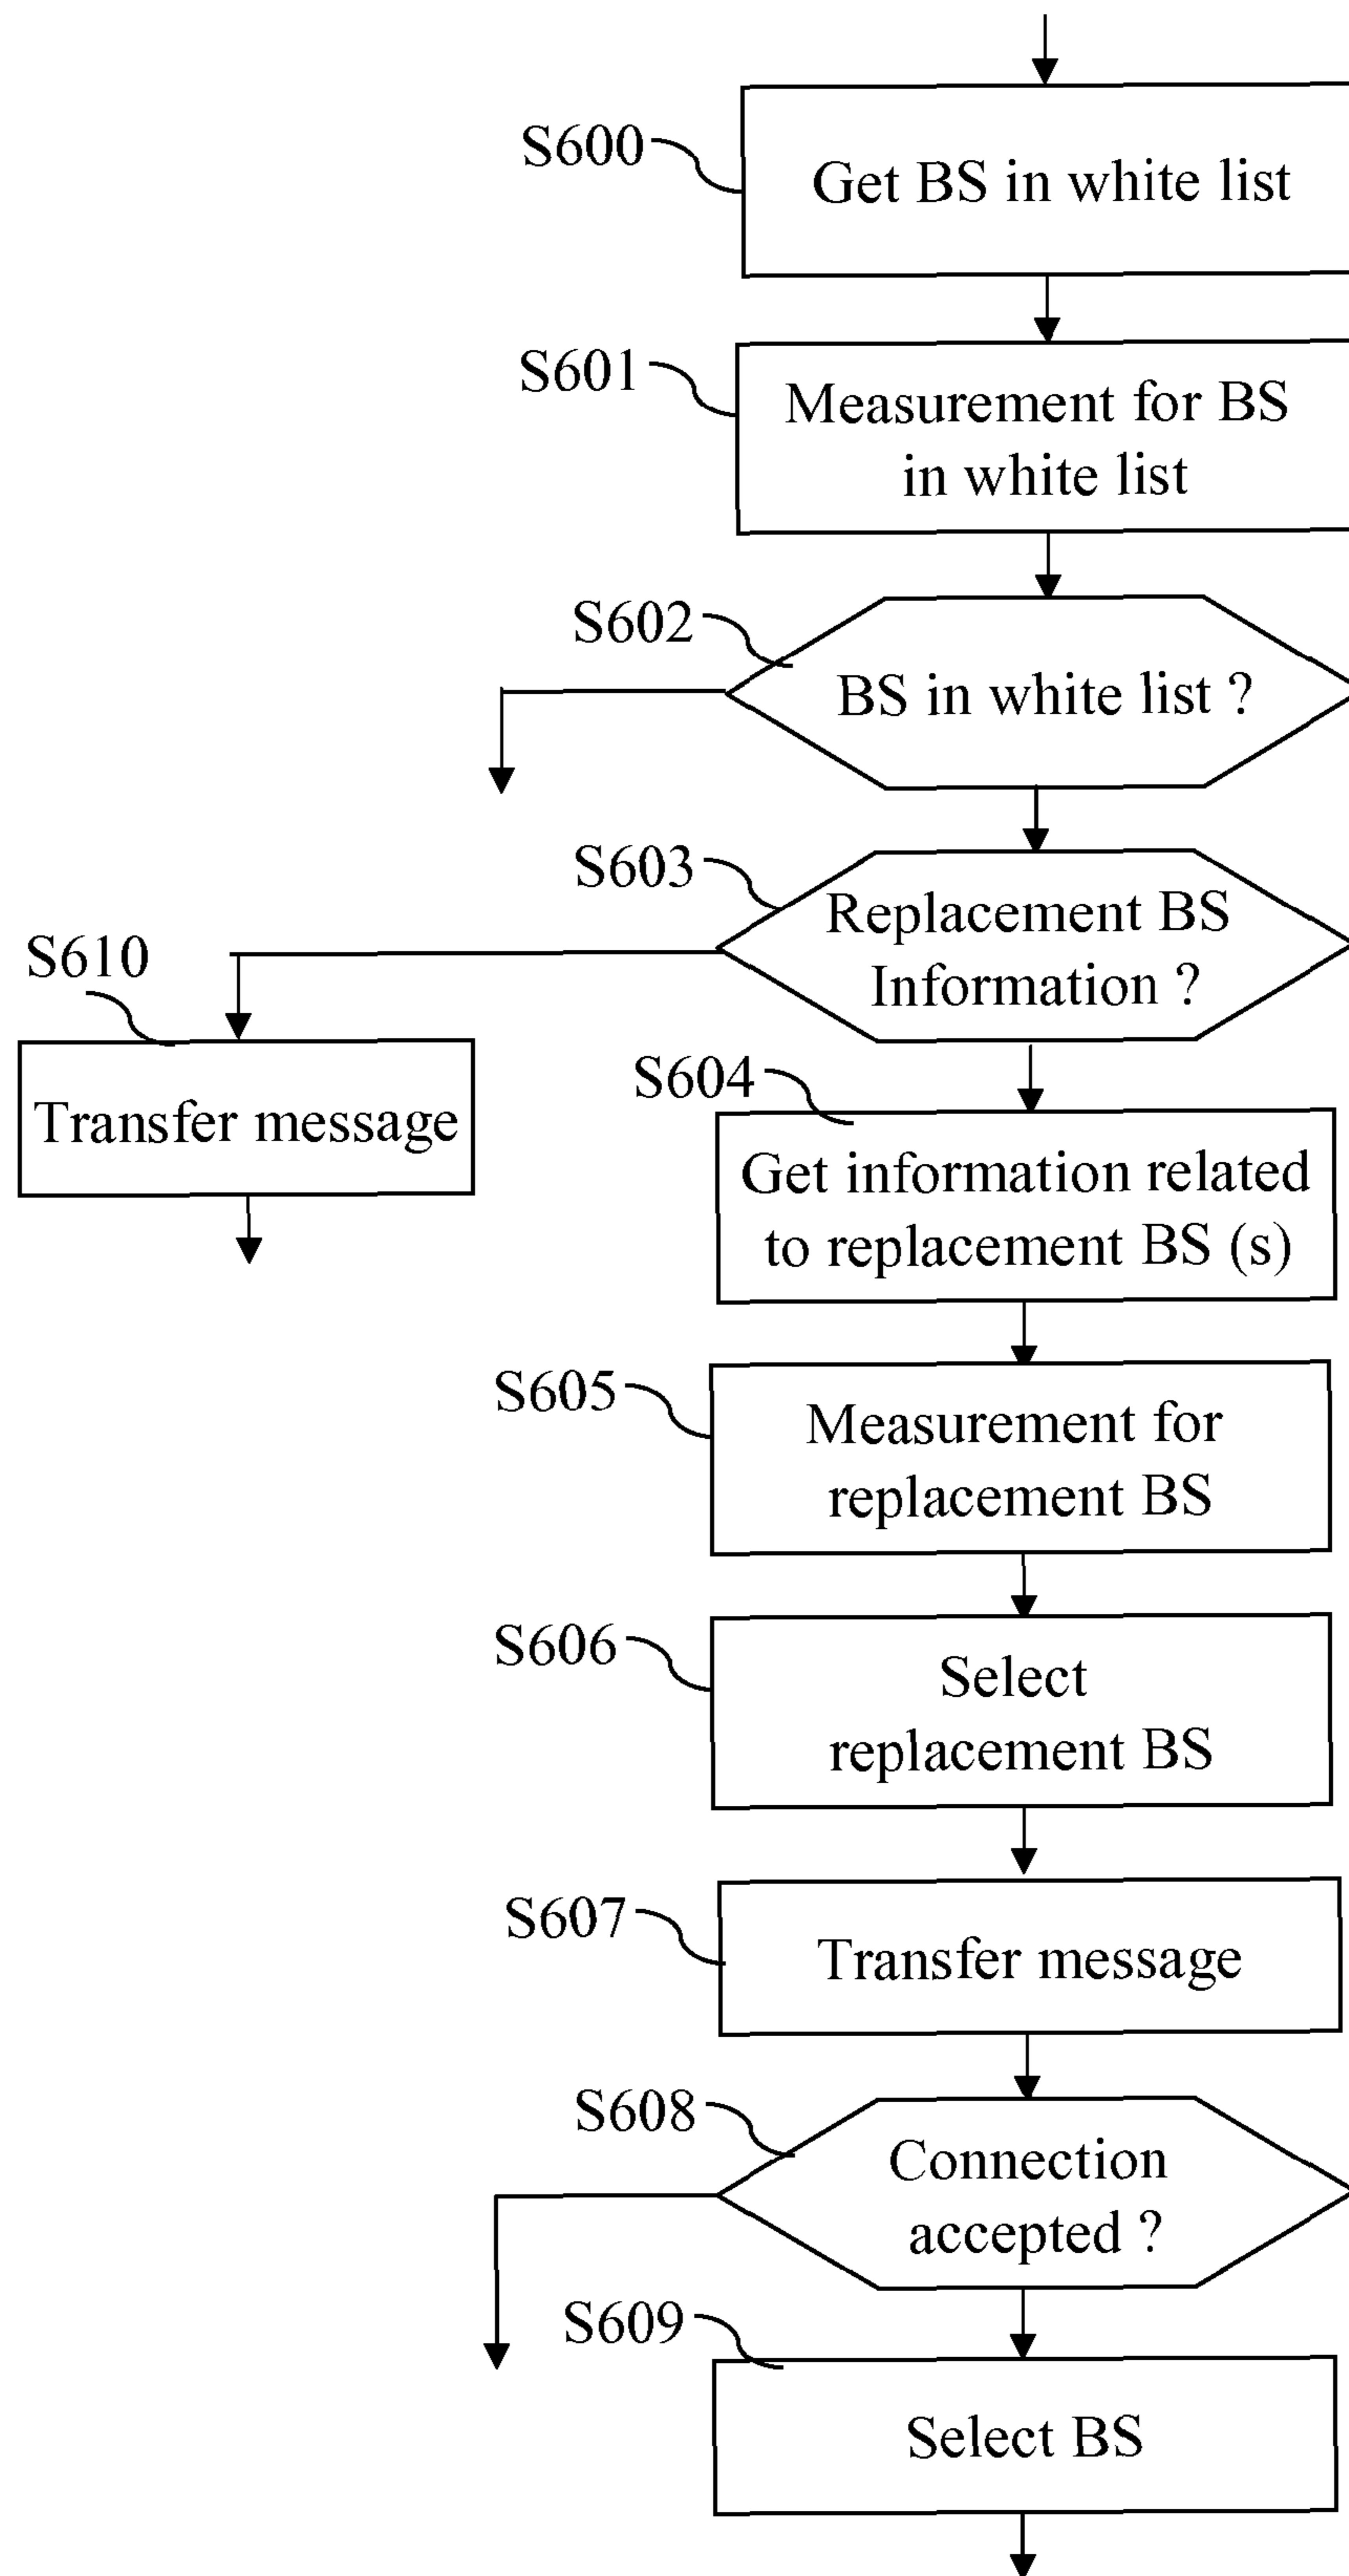 S600
Get BS in white list
S601
Measurement for BS
in white list
S602
BS in white list ?
S603
Replacement BS
Information ?
S610
Transfer message
S604
Get information related
to replacement BS (s)
S605
Measurement for
replacement BS
S606
Select
replacement BS
S607
Transfer message
S608
Connection
accepted ?
S609
Select BS